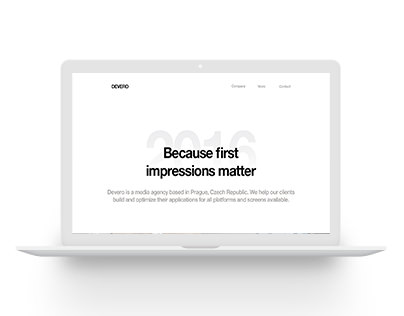 DEVERO Company Work Contact
2016
Because first
impressions matter
Devero is a media agency based in Prague, Czech Republic. We help our clients
build and optimize their applications for all platforms and screens available.